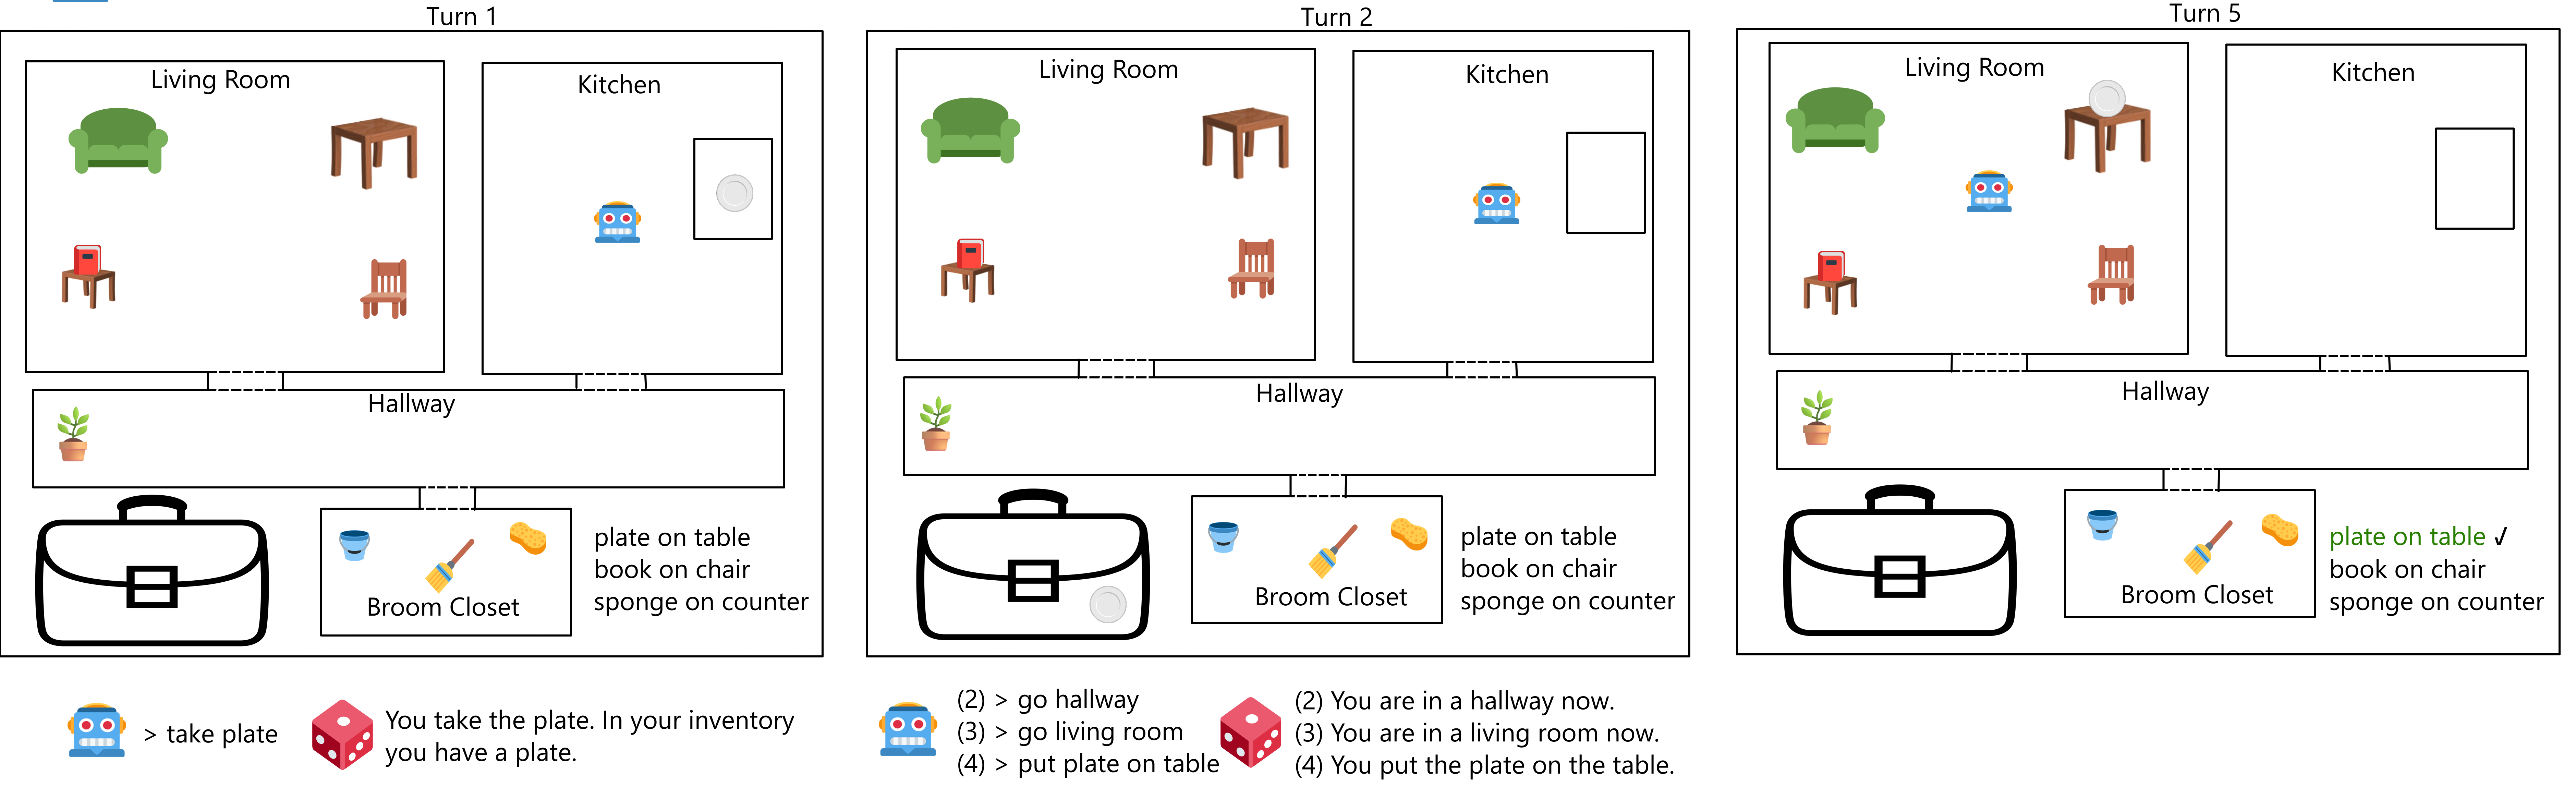 Turn 1
Living Room
Kitchen
Hallway
Broom Closet
plate on table
book on chair
sponge on counter
> take plate
You take the plate. In your inventory
you have a plate.
Turn 2
Living Room
Kitchen
Hallway
Broom Closet
plate on table
book on chair
sponge on counter
(2) > go hallway
(3) > go living room
(4) > put plate on table
(2) You are in a hallway now.
(3) You are in a living room now.
(4) You put the plate on the table.
Turn 5
Living Room
Kitchen
Hallway
Broom Closet
plate on table ✓
book on chair
sponge on counter